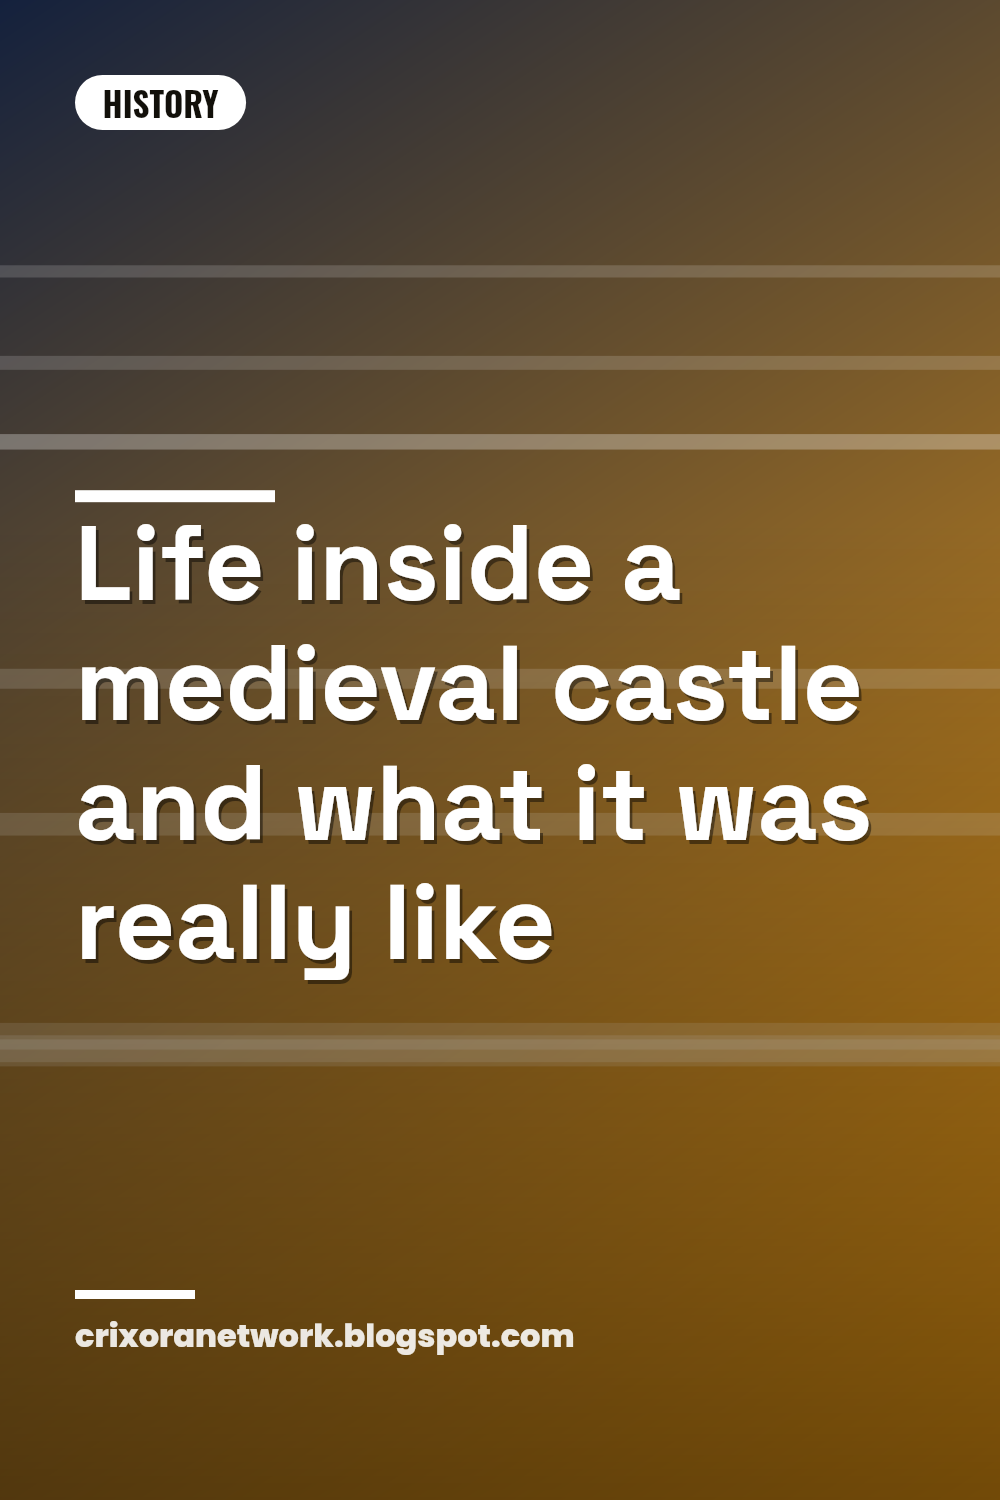 HISTORY
Life inside a
medieval castle
and what it was
really like
crixoranetwork.blogspot.com